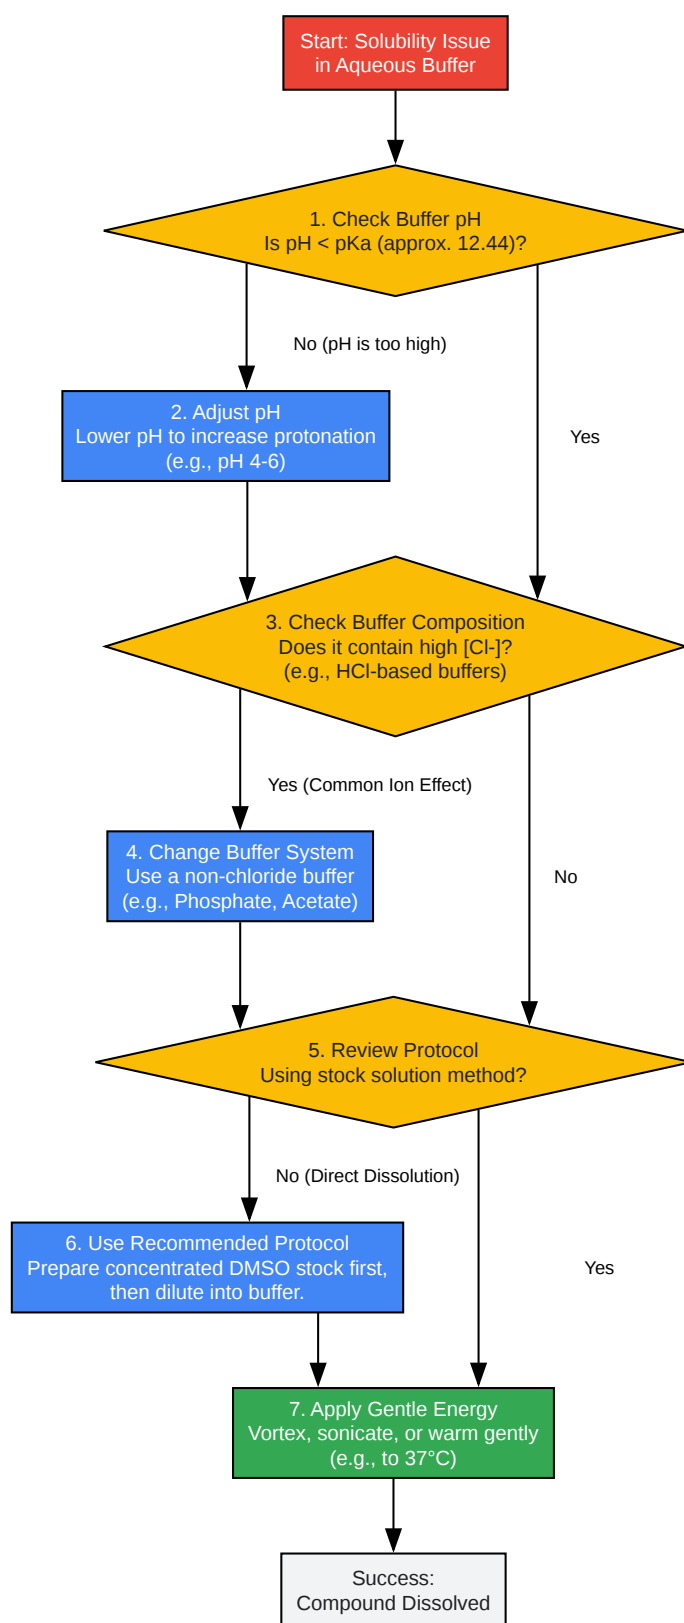 Start: Solubility Issue
in Aqueous Buffer
1. Check Buffer pH
Is pH < pKa (approx. 12.44)?
No (pH is too high)
2. Adjust pH
Lower pH to increase protonation
(e.g., pH 4-6)
Yes
3. Check Buffer Composition
Does it contain high [Cl-]?
(e.g., HCl-based buffers)
Yes (Common Ion Effect)
4. Change Buffer System
Use a non-chloride buffer
(e.g., Phosphate, Acetate)
No
5. Review Protocol
Using stock solution method?
No (Direct Dissolution)
6. Use Recommended Protocol
Prepare concentrated DMSO stock first,
then dilute into buffer.
Yes
7. Apply Gentle Energy
Vortex, sonicate, or warm gently
(e.g., to 37°C)
Success:
Compound Dissolved